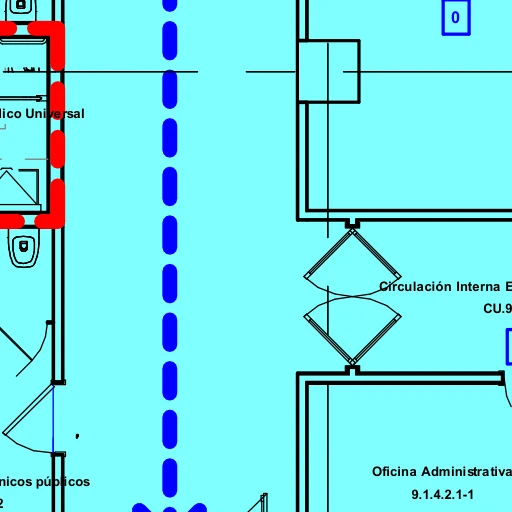 0
lico Universal
Circulación Interna E
CU.9
nicos públicos
2
Oficina Administrativa
9.1.4.2.1-1